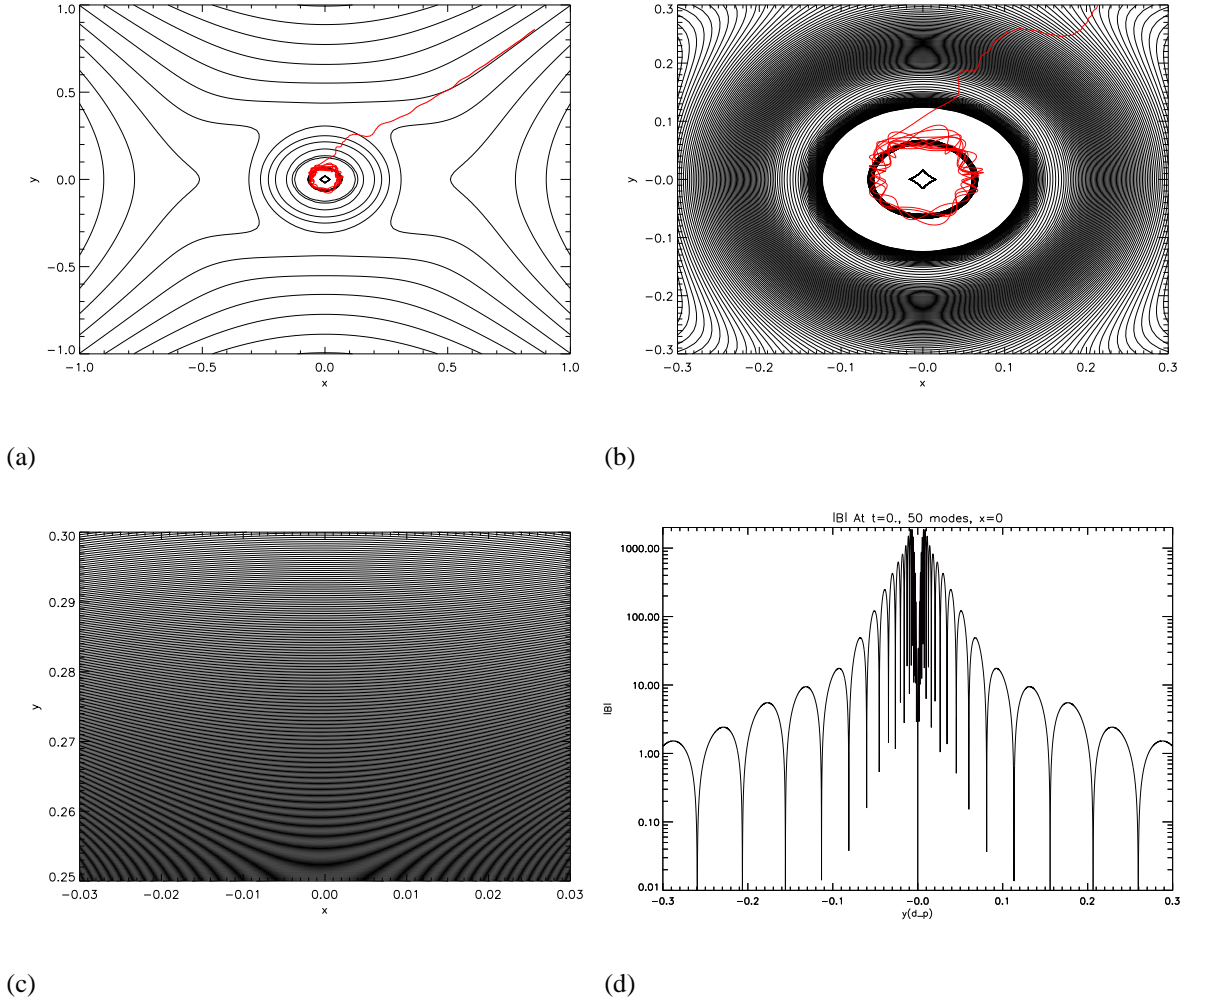 1.0
0.5
0.0
−0.5
−1.0
y
−1.0 −0.5 0.0 0.5 1.0
x
0.3
0.2
0.1
−0.0
−0.1
−0.2
−0.3
y
−0.3 −0.2 −0.1 −0.0 0.1 0.2 0.3
x
(a)
(b)
0.30
0.29
0.28
0.27
0.26
0.25
y
−0.03 −0.02 −0.01 0.00 0.01 0.02 0.03
x
|B| At t=0., 50 modes, x=0
1000.00
100.00
10.00
1.00
0.10
0.01
|B|
−0.3 −0.2 −0.1 −0.0 0.1 0.2 0.3
y(d_p)
(c)
(d)